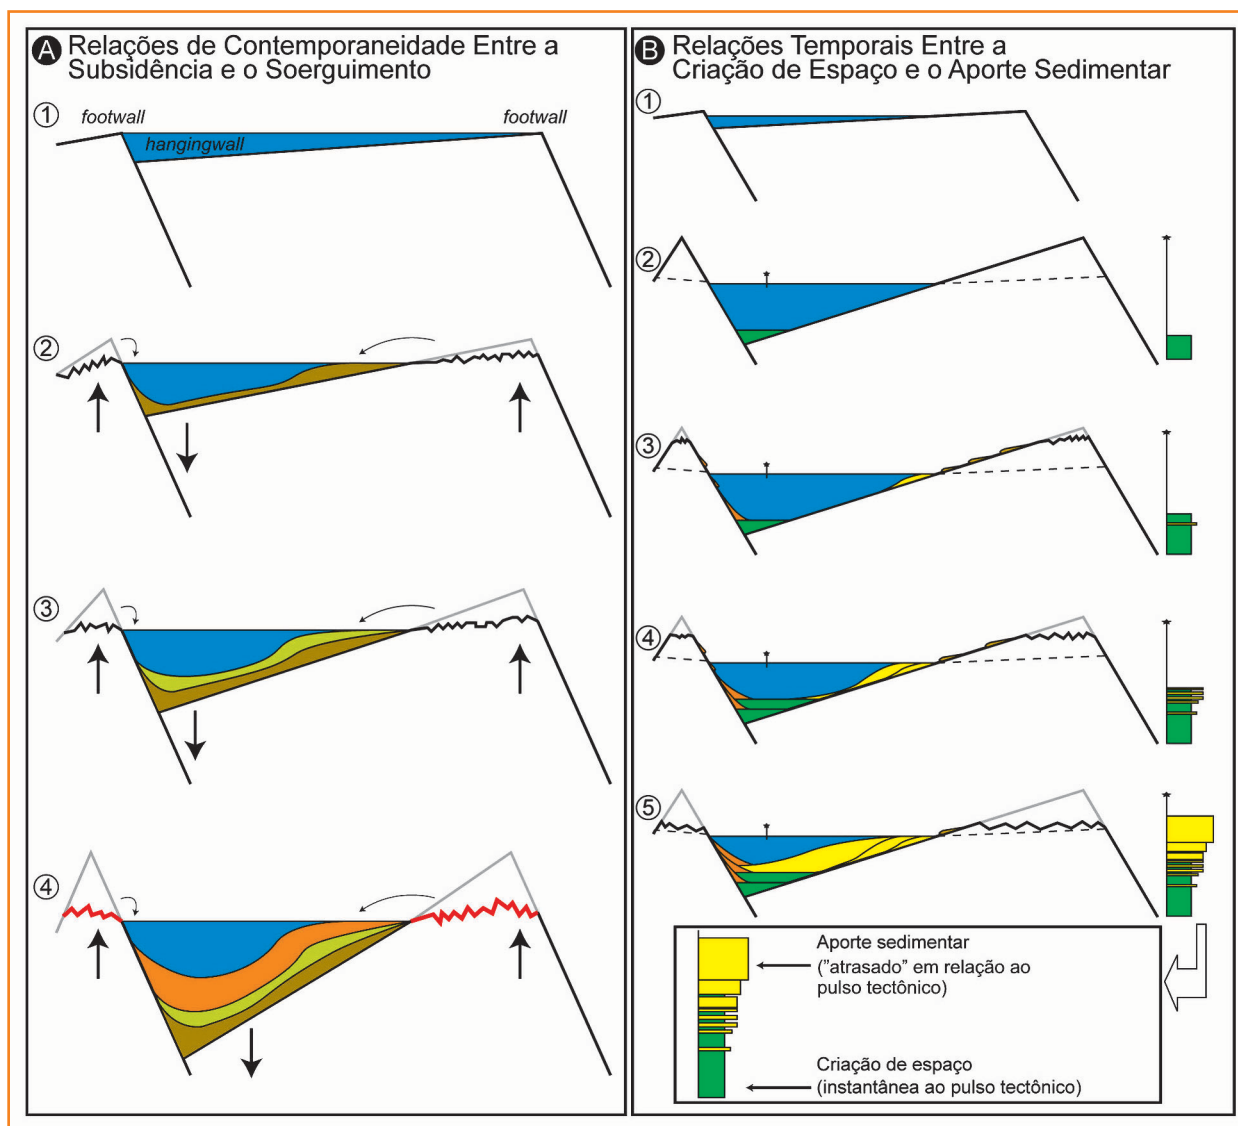 A Relações de Contemporaneidade Entre a
Subsidência e o Soerguimento
1
footwall
footwall
hangingwall
2
3
4
B Relações Temporais Entre a
Criação de Espaço e o Aporte Sedimentar
1
2
3
4
5
Aporte sedimentar
("atrasado" em relação ao
pulso tectônico)
Criação de espaço
(instantânea ao pulso tectônico)